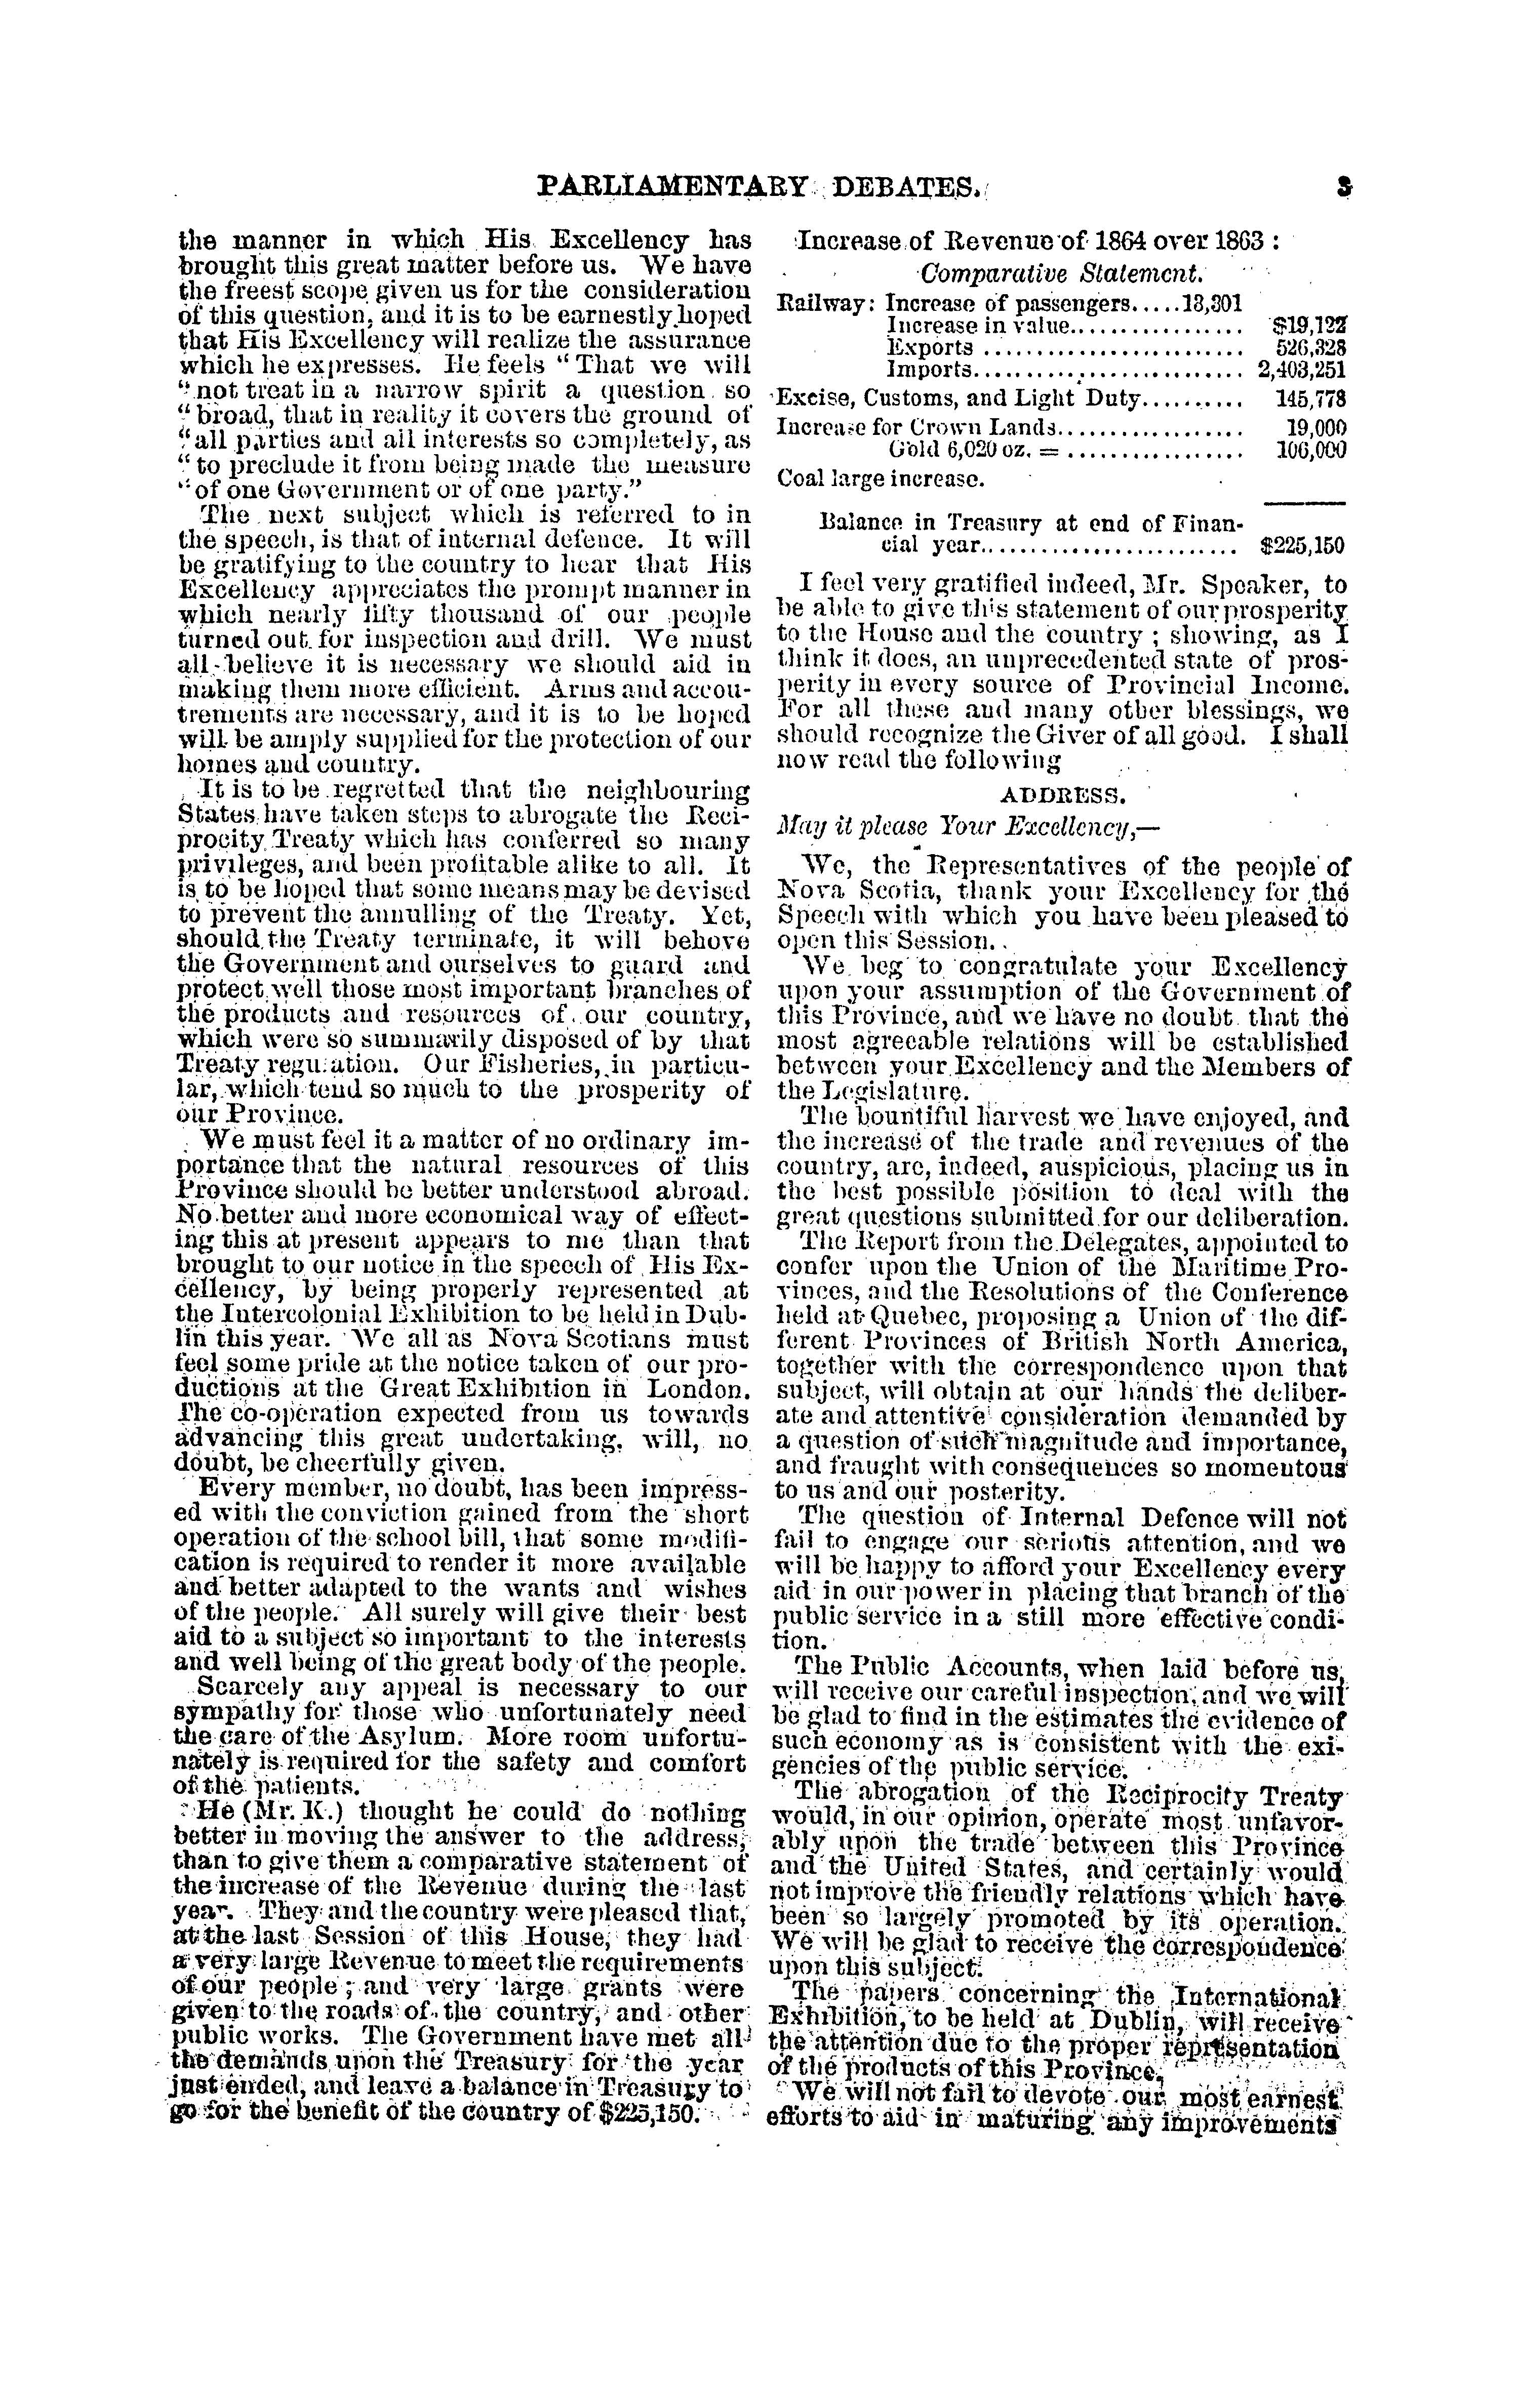 PARLIAMENTARY DEBATES. 3
the manner in which His Excellency has
brought this great matter before us. We have
the freest scope given us for the consideration
of this question, and it is to be earnestly hoped
that His Excellency will realize the assurance
which he expresses. He feels "That we will
"not treat in a narrow spirit a question so
"broad, that in reality it covers the ground of
"all parties and all interests so completely, as
"to preclude it from being made the measure
"of one Government or of one party."
The next subject which is referred to in
the speech, is that of internal defence. It will
be gratifying to the country to hear that His
Excellency appreciates the prompt manner in
which nearly fifty thousand of our people
turned out for inspection and drill. We must
all believe it is necessary we should aid in
making them more efficient. Arms and accou-
trements are necessary, and it is to be hoped
will be amply supplied for the protection of our
homes and country.
It is to be regretted that the neighbouring
States have taken steps to abrogate the Reci-
procity Treaty which has conferred so many
privileges, and been profitable alike to all. It
is to be hoped that some means may be devised
to prevent the annulling of the Treaty. Yet,
should the Treaty terminate, it will behove
the Government and ourselves to guard and
protect well those most important branches of
the products and resources of our country,
which were so summarily disposed of by that
Treaty regulation. Our Fisheries, in particu-
lar, which tend so much to the prosperity of
our Province.
We must feel it a matter of no ordinary im-
portance that the natural resources of this
Province should be better understood abroad.
No better and more economical way of effect-
ing this at present appears to me than that
brought to our notice in the speech of His Ex-
cellency, by being properly represented at
the Intercolonial Exhibition to be held in Dub-
lin this year. We all as Nova Scotians must
feel some pride at the notice taken of our pro-
ductions at the Great Exhibition in London.
The co-operation expected from us towards
advancing this great undertaking, will, no
doubt, be cheerfully given.
Every member, no doubt, has been impress-
ed with the conviction gained from the short
operation of the school bill, that some modifi-
cation is required to render it more available
and better adapted to the wants and wishes
of the people. All surely will give their best
aid to a subject so important to the interests
and well being of the great body of the people.
Scarcely any appeal is necessary to our
sympathy for those who unfortunately need
the care of the Asylum. More room unfortu-
nately is required for the safety and comfort
of the patients.
He (Mr. K.) thought he could do nothing
better in moving the answer to the address,
than to give them a comparative statement of
the increase of the Revenue during the last
year. They and the country were pleased that,
at the last Session of this House, they had
a very large Revenue to meet the requirements
of our people; and very large grants were
given to the roads of the country, and other
public works. The Government have met all
the demands upon the Treasury for the year
just ended, and leave a balance in Treasury to
go for the benefit of the country of $225,150.
Increase of Revenue of 1864 over 1863:
Comparative Statement.
Railway: Increase of passengers.....13,301
Increase in value................. $19,122
Exports ......................... 526,328
Imports.......................... 2,403,251
Excise, Customs, and Light Duty.......... 145,778
Increase for Crown Lands.................. 19,000
Gold 6,020 oz. = ................. 106,000
Coal large increase.
Balance in Treasury at end of Finan-
cial year......................... $225,150
I feel very gratified indeed, Mr. Speaker, to
be able to give this statement of our prosperity
to the House and the country; showing, as I
think it does, an unprecedented state of pros-
perity in every source of Provincial Income.
For all these and many other blessings, we
should recognize the Giver of all good. I shall
now read the following
ADDRESS.
May it please Your Excellency,—
We, the Representatives of the people of
Nova Scotia, thank your Excellency for the
Speech with which you have been pleased to
open this Session.
We beg to congratulate your Excellency
upon your assumption of the Government of
this Province, and we have no doubt that the
most agreeable relations will be established
between your Excellency and the Members of
the Legislature.
The bountiful harvest we have enjoyed, and
the increase of the trade and revenues of the
country, are, indeed, auspicious, placing us in
the best possible position to deal with the
great questions submitted for our deliberation.
The Report from the Delegates, appointed to
confer upon the Union of the Maritime Pro-
vinces, and the Resolutions of the Conference
held at Quebec, proposing a Union of the dif-
ferent Provinces of British North America,
together with the correspondence upon that
subject, will obtain at our hands the deliber-
ate and attentive consideration demanded by
a question of such magnitude and importance,
and fraught with consequences so momentous
to us and our posterity.
The question of Internal Defence will not
fail to engage our serious attention, and we
will be happy to afford your Excellency every
aid in our power in placing that branch of the
public service in a still more effective condi-
tion.
The Public Accounts, when laid before us,
will receive our careful inspection, and we will
be glad to find in the estimates the evidence of
such economy as is consistent with the exi-
gencies of the public service.
The abrogation of the Reciprocity Treaty
would, in our opinion, operate most unfavor-
ably upon the trade between this Province
and the United States, and certainly would
not improve the friendly relations which have
been so largely promoted by its operation.
We will be glad to receive the correspondence
upon this subject.
The papers concerning the International
Exhibition, to be held at Dublin, will receive
the attention due to the proper representation
of the products of this Province.
We will not fail to devote our most earnest
efforts to aid in maturing any improvements